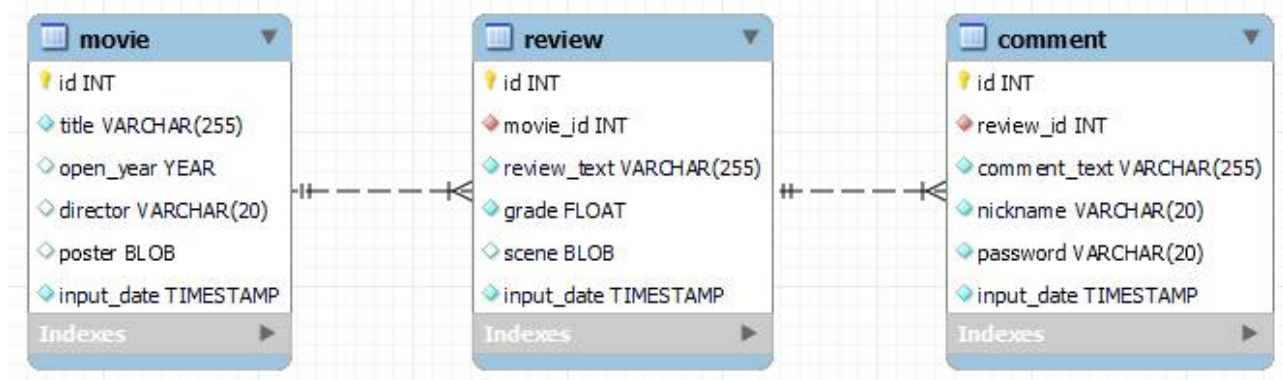 movie
id INT
title VARCHAR(255)
open_year YEAR
director VARCHAR(20)
poster BLOB
input_date TIMESTAMP
Indexes
review
id INT
movie_id INT
review_text VARCHAR(255)
grade FLOAT
scene BLOB
input_date TIMESTAMP
Indexes
comment
id INT
review_id INT
comment_text VARCHAR(255)
nickname VARCHAR(20)
password VARCHAR(20)
input_date TIMESTAMP
Indexes